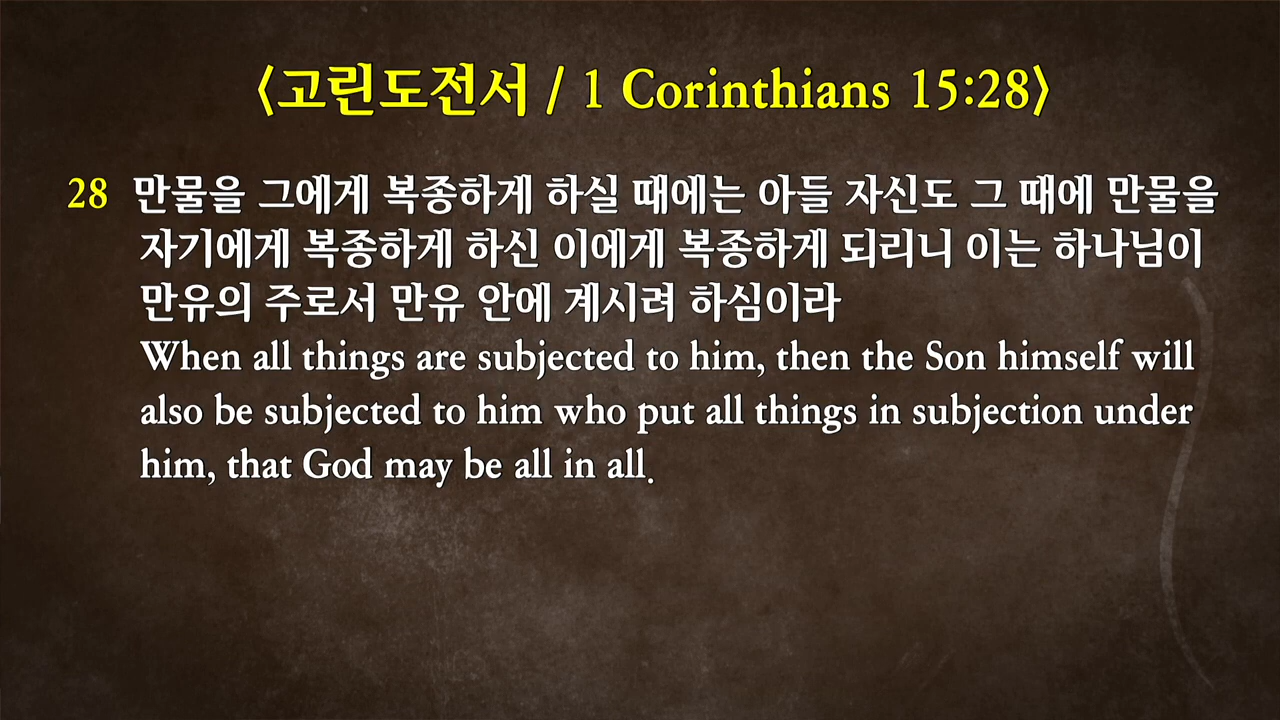 〈고린도전서 / 1 Corinthians 15:28〉
28 만물을 그에게 복종하게 하실 때에는 아들 자신도 그 때에 만물을
자기에게 복종하게 하신 이에게 복종하게 되리니 이는 하나님이
만유의 주로서 만유 안에 계시려 하심이라
When all things are subjected to him, then the Son himself will
also be subjected to him who put all things in subjection under
him, that God may be all in all.